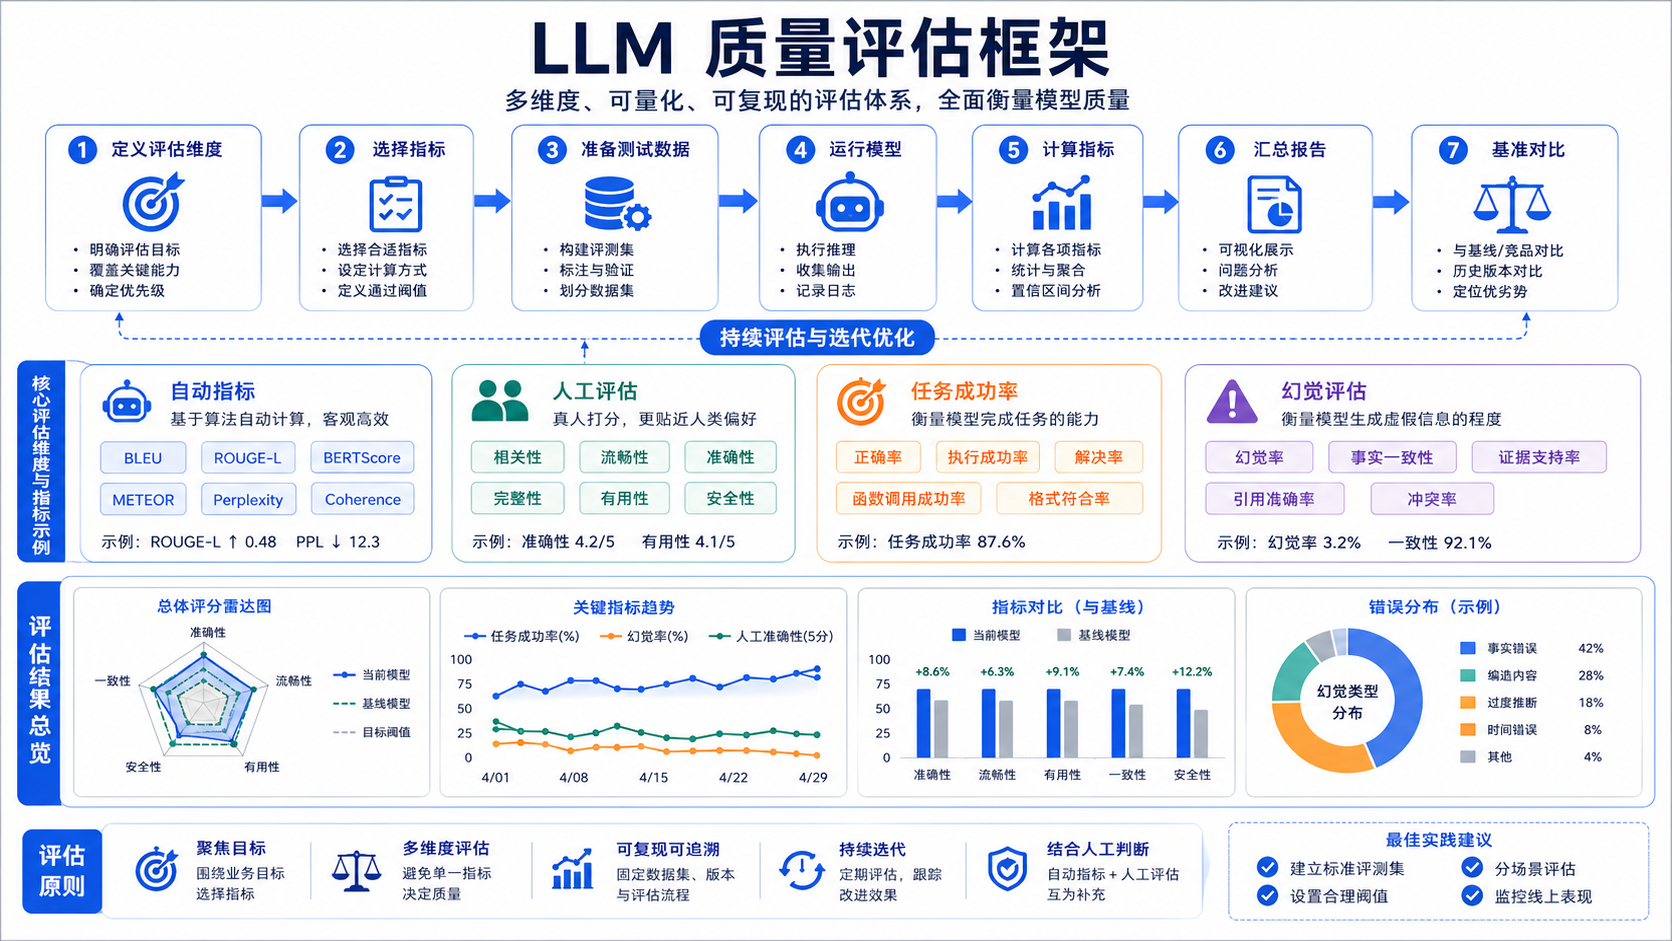 LLM 质量评估框架
多维度、可量化、可复现的评估体系，全面衡量模型质量
1 定义评估维度
• 明确评估目标
• 覆盖关键能力
• 确定优先级
2 选择指标
• 选择合适指标
• 设定计算方式
• 定义通过阈值
3 准备测试数据
• 构建评测集
• 标注与验证
• 划分数据集
4 运行模型
• 执行推理
• 收集输出
• 记录日志
5 计算指标
• 计算各项指标
• 统计与聚合
• 置信区间分析
6 汇总报告
• 可视化展示
• 问题分析
• 改进建议
7 基准对比
• 与基线/竞品对比
• 历史版本对比
• 定位优劣势
持续评估与迭代优化
核心评估维度与指标示例
自动指标
基于算法自动计算，客观高效
BLEU ROUGE-L BERTScore
METEOR Perplexity Coherence
示例：ROUGE-L ↑ 0.48 PPL ↓ 12.3
人工评估
真人打分，更贴近人类偏好
相关性 流畅性 准确性
完整性 有用性 安全性
示例：准确性 4.2/5 有用性 4.1/5
任务成功率
衡量模型完成任务的能力
正确率 执行成功率 解决率
函数调用成功率 格式符合率
示例：任务成功率 87.6%
幻觉评估
衡量模型生成虚假信息的程度
幻觉率 事实一致性 证据支持率
引用准确率 冲突率
示例：幻觉率 3.2% 一致性 92.1%
评估结果总览
总体评分雷达图
准确性
一致性
流畅性
安全性
有用性
当前模型
基线模型
目标阈值
关键指标趋势
任务成功率(%) 幻觉率(%) 人工准确性(5分)
100
75
50
25
0
4/01 4/08 4/15 4/22 4/29
指标对比（与基线）
当前模型 基线模型
100
75
50
25
0
+8.6% +6.3% +9.1% +7.4% +12.2%
准确性 流畅性 有用性 一致性 安全性
错误分布（示例）
幻觉类型
分布
事实错误 42%
编造内容 28%
过度推断 18%
时间错误 8%
其他 4%
评估
原则
聚焦目标
围绕业务目标
选择指标
多维度评估
避免单一指标
决定质量
可复现可追溯
固定数据集、版本
与评估流程
持续迭代
定期评估，跟踪
改进效果
结合人工判断
自动指标 + 人工评估
互为补充
最佳实践建议
建立标准评测集
分场景评估
设置合理阈值
监控线上表现